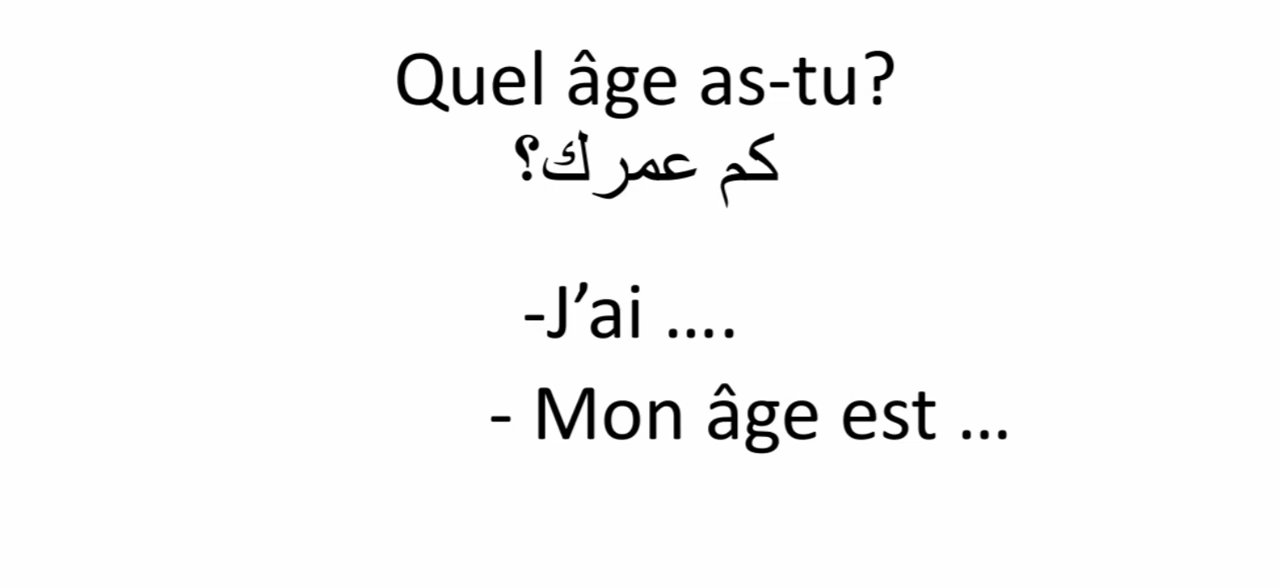 Quel âge as-tu?
كم عمرك؟
-J’ai ....
- Mon âge est ...